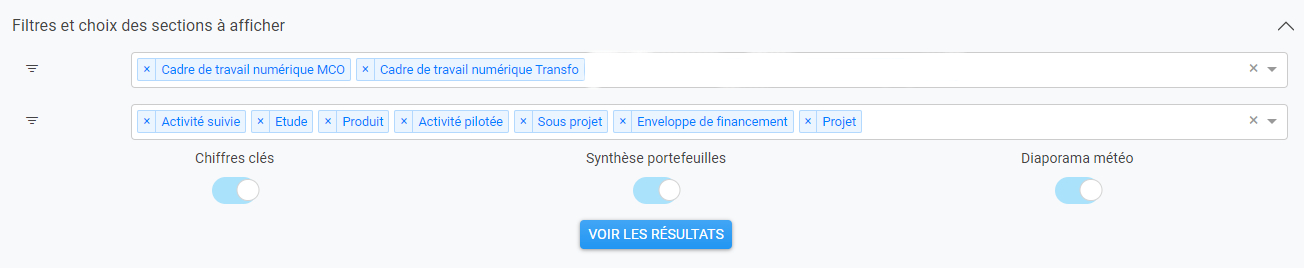 Filtres et choix des sections à afficher
× Cadre de travail numérique MCO × Cadre de travail numérique Transfo ×
× Activité suivie × Etude × Produit × Activité pilotée × Sous projet × Enveloppe de financement × Projet ×
Chiffres clés Synthèse portefeuilles Diaporama météo
VOIR LES RÉSULTATS